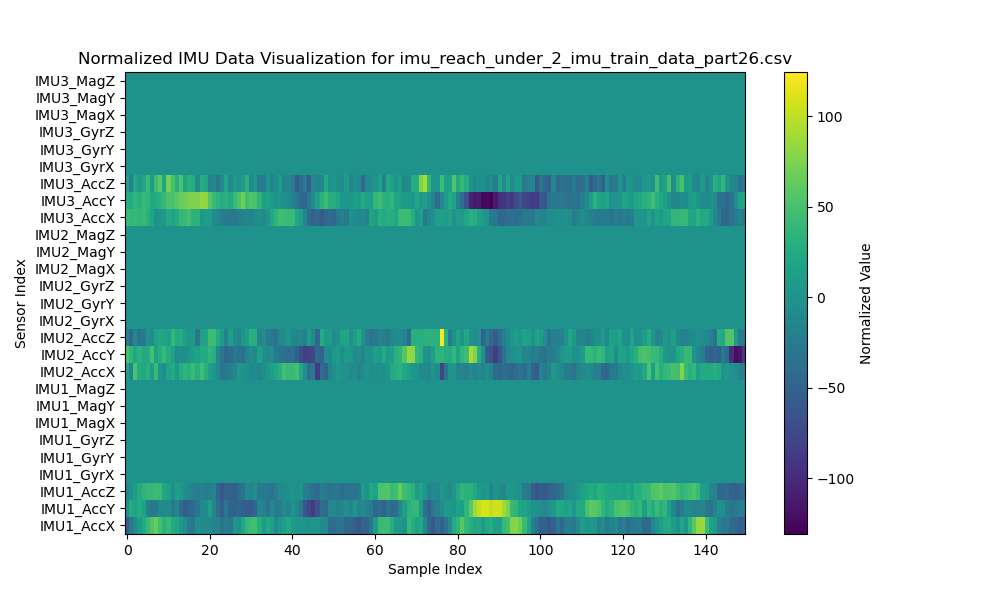 Normalized IMU Data Visualization for imu_reach_under_2_imu_train_data_part26.csv
Sensor Index
IMU3_MagZ
IMU3_MagY
IMU3_MagX
IMU3_GyrZ
IMU3_GyrY
IMU3_GyrX
IMU3_AccZ
IMU3_AccY
IMU3_AccX
IMU2_MagZ
IMU2_MagY
IMU2_MagX
IMU2_GyrZ
IMU2_GyrY
IMU2_GyrX
IMU2_AccZ
IMU2_AccY
IMU2_AccX
IMU1_MagZ
IMU1_MagY
IMU1_MagX
IMU1_GyrZ
IMU1_GyrY
IMU1_GyrX
IMU1_AccZ
IMU1_AccY
IMU1_AccX
0 20 40 60 80 100 120 140
Sample Index
100
50
0
−50
−100
Normalized Value